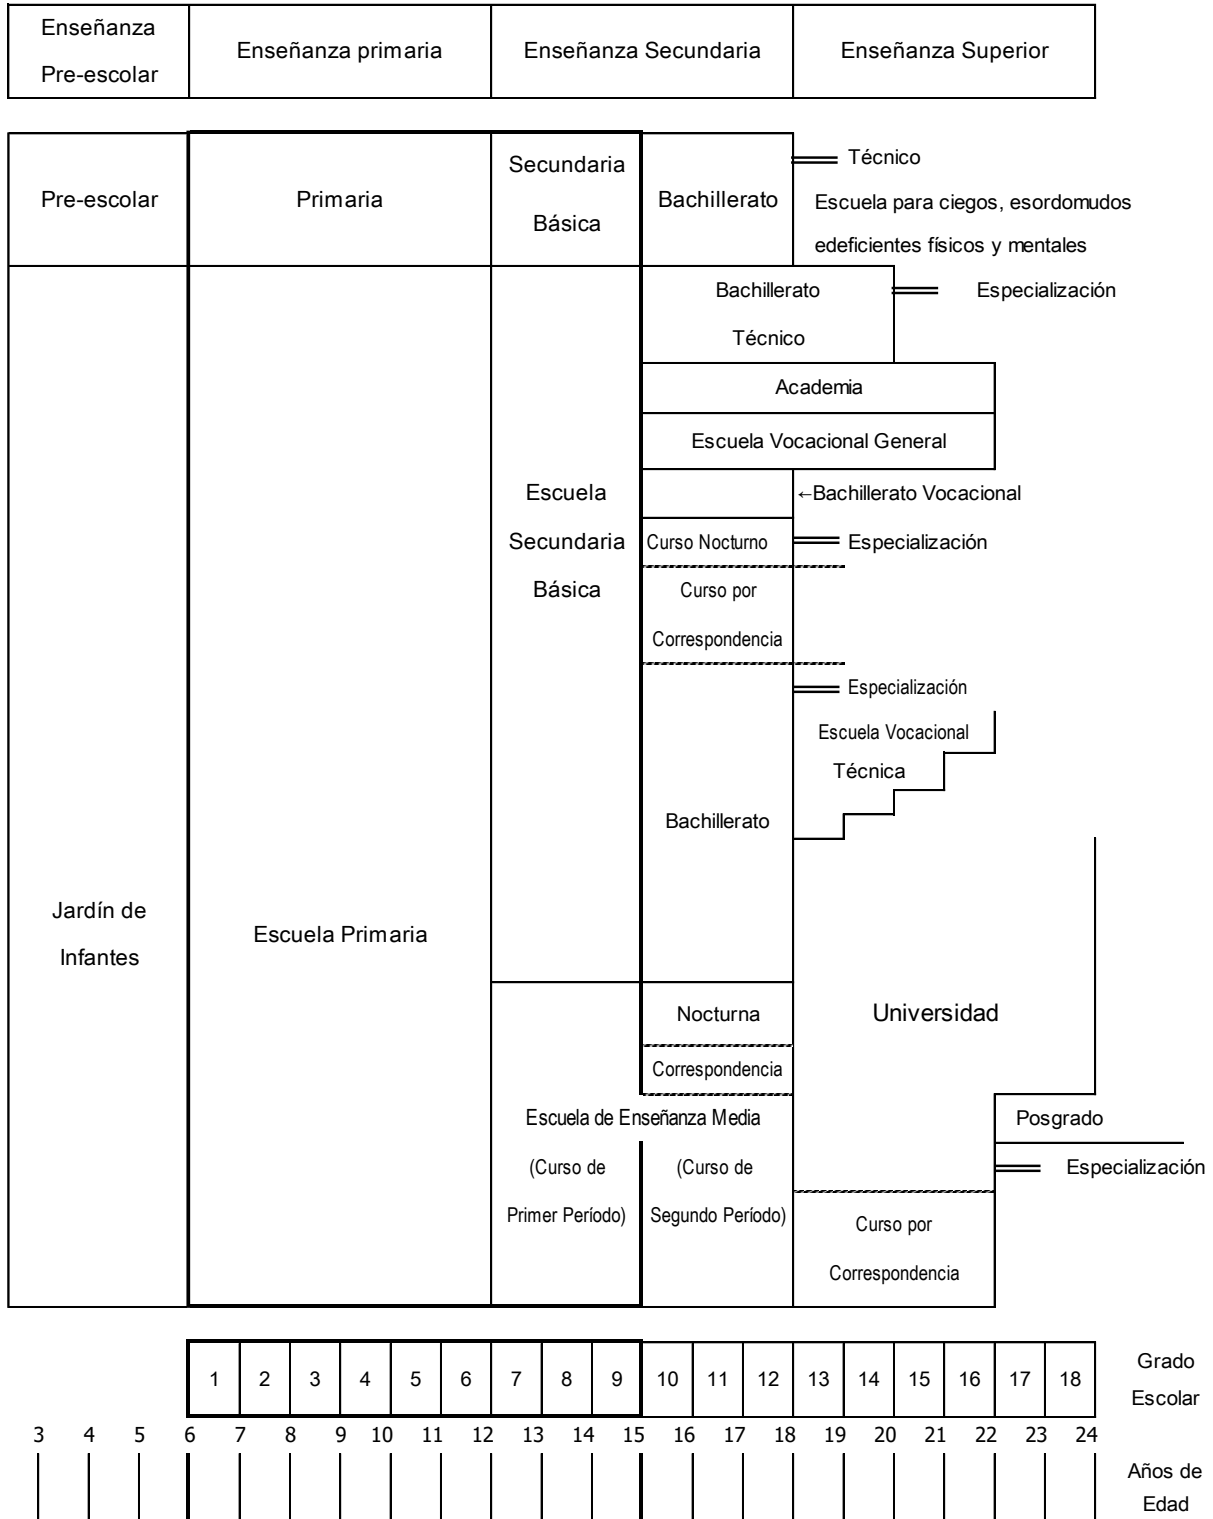 Enseñanza
Pre-escolar
Enseñanza primaria
Enseñanza Secundaria
Enseñanza Superior
Pre-escolar
Primaria
Secundaria
Básica
Bachillerato
Técnico
Escuela para ciegos, esordomudos
edeficientes físicos y mentales
Bachillerato
Técnico
Especialización
Academia
Escuela Vocacional General
←Bachillerato Vocacional
Escuela
Secundaria
Básica
Curso Nocturno
Especialización
Curso por
Correspondencia
Especialización
Escuela Vocacional
Técnica
Bachillerato
Jardín de
Infantes
Escuela Primaria
Universidad
Nocturna
Correspondencia
Escuela de Enseñanza Media
(Curso de
Primer Período)
(Curso de
Segundo Período)
Posgrado
Especialización
Curso por
Correspondencia
1 2 3 4 5 6 7 8 9 10 11 12 13 14 15 16 17 18
Grado
Escolar
3 4 5 6 7 8 9 10 11 12 13 14 15 16 17 18 19 20 21 22 23 24
Años de
Edad